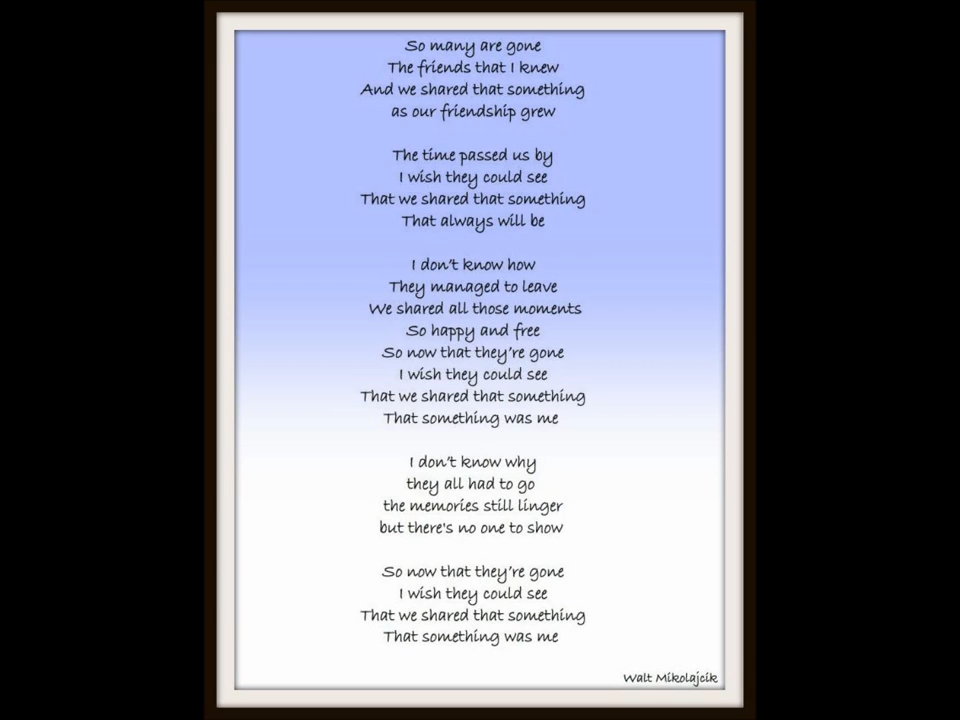 So many are gone
The friends that I knew
And we shared that something
as our friendship grew
The time passed us by
I wish they could see
That we shared that something
That always will be
I don't know how
They managed to leave
We shared all those moments
So happy and free
So now that they're gone
I wish they could see
That we shared that something
That something was me
I don't know why
they all had to go
the memories still linger
but there's no one to show
So now that they're gone
I wish they could see
That we shared that something
That something was me
Walt Mikolajcik